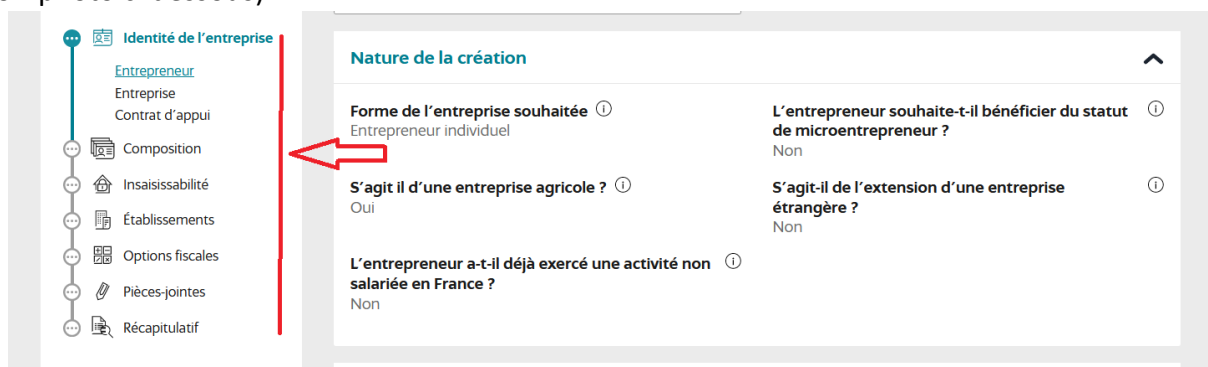 Identité de l'entreprise
Entrepreneur
Entreprise
Contrat d'appui
Composition
Insaisissabilité
Établissements
Options fiscales
Pièces-jointes
Récapitulatif
Nature de la création
Forme de l'entreprise souhaitée
Entrepreneur individuel
L'entrepreneur souhaite-t-il bénéficier du statut
de microentrepreneur ?
Non
S'agit il d'une entreprise agricole ?
Oui
S'agit-il de l'extension d'une entreprise
étrangère ?
Non
L'entrepreneur a-t-il déjà exercé une activité non
salariée en France ?
Non